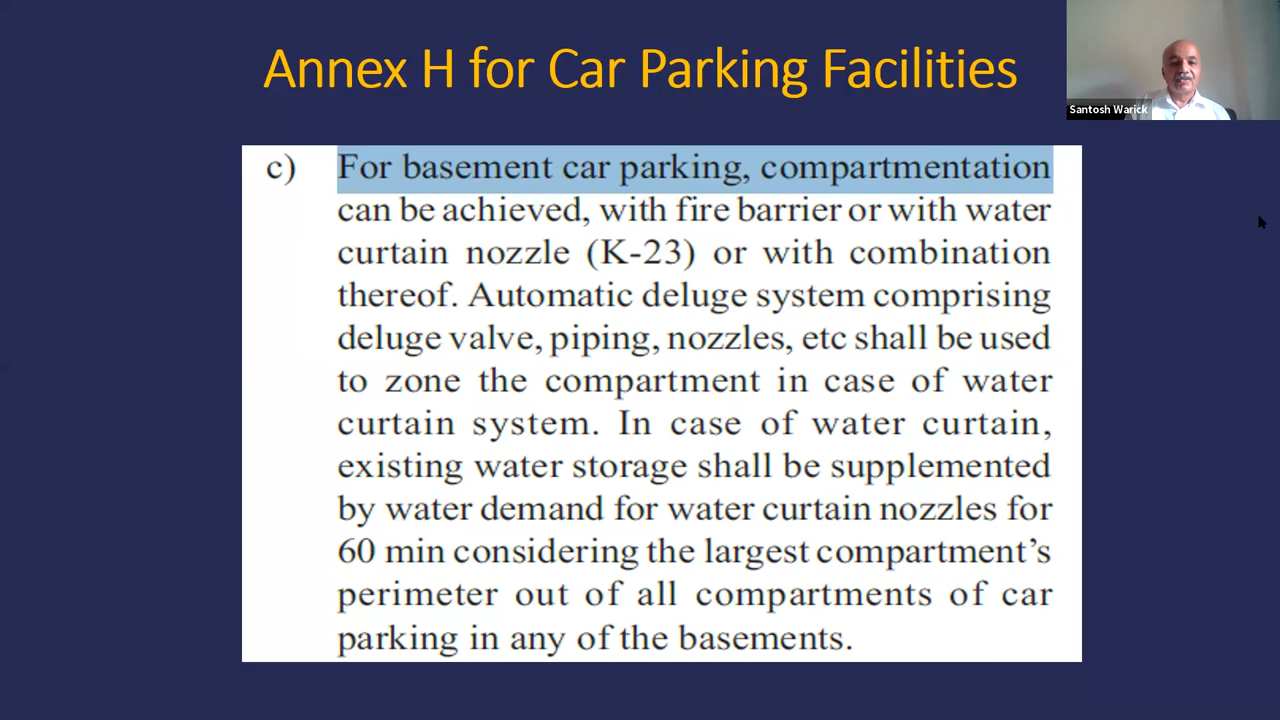 Annex H for Car Parking Facilities
Santosh Warick
c) For basement car parking, compartmentation
can be achieved, with fire barrier or with water
curtain nozzle (K-23) or with combination
thereof. Automatic deluge system comprising
deluge valve, piping, nozzles, etc shall be used
to zone the compartment in case of water
curtain system. In case of water curtain,
existing water storage shall be supplemented
by water demand for water curtain nozzles for
60 min considering the largest compartment’s
perimeter out of all compartments of car
parking in any of the basements.